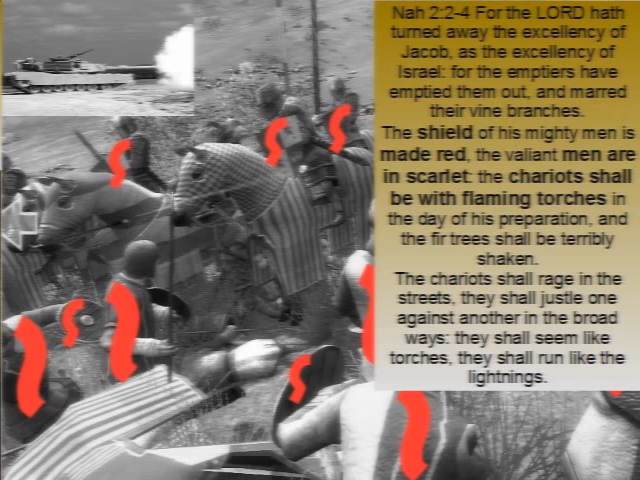 Nah 2:2-4 For the LORD hath
turned away the excellency of
Jacob, as the excellency of
Israel: for the emptiers have
emptied them out, and marred
their vine branches.
The shield of his mighty men is
made red, the valiant men are
in scarlet: the chariots shall
be with flaming torches in
the day of his preparation, and
the fir trees shall be terribly
shaken.
The chariots shall rage in the
streets, they shall justle one
against another in the broad
ways: they shall seem like
torches, they shall run like the
lightnings.